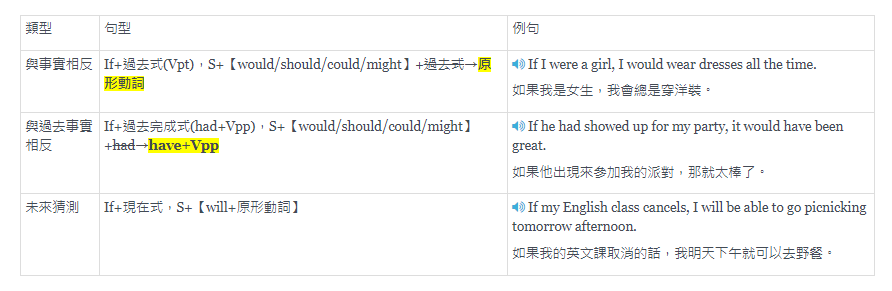 類型 句型 例句
與事實相反 If+過去式(Vpt)，S+【would/should/could/might】+過去式→原
形動詞
If I were a girl, I would wear dresses all the time.
如果我是女生，我會總是穿洋裝。
與過去事實
相反
If+過去完成式(had+Vpp)，S+【would/should/could/might】
+had→have+Vpp
If he had showed up for my party, it would have been
great.
如果他出現來參加我的派對，那就太棒了。
未來猜測 If+現在式，S+【will+原形動詞】
If my English class cancels, I will be able to go picnicking
tomorrow afternoon.
如果我的英文課取消的話，我明天下午就可以去野餐。